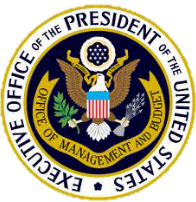 EXECUTIVE OFFICE OF THE PRESIDENT OF THE UNITED STATES
OFFICE OF MANAGEMENT AND BUDGET